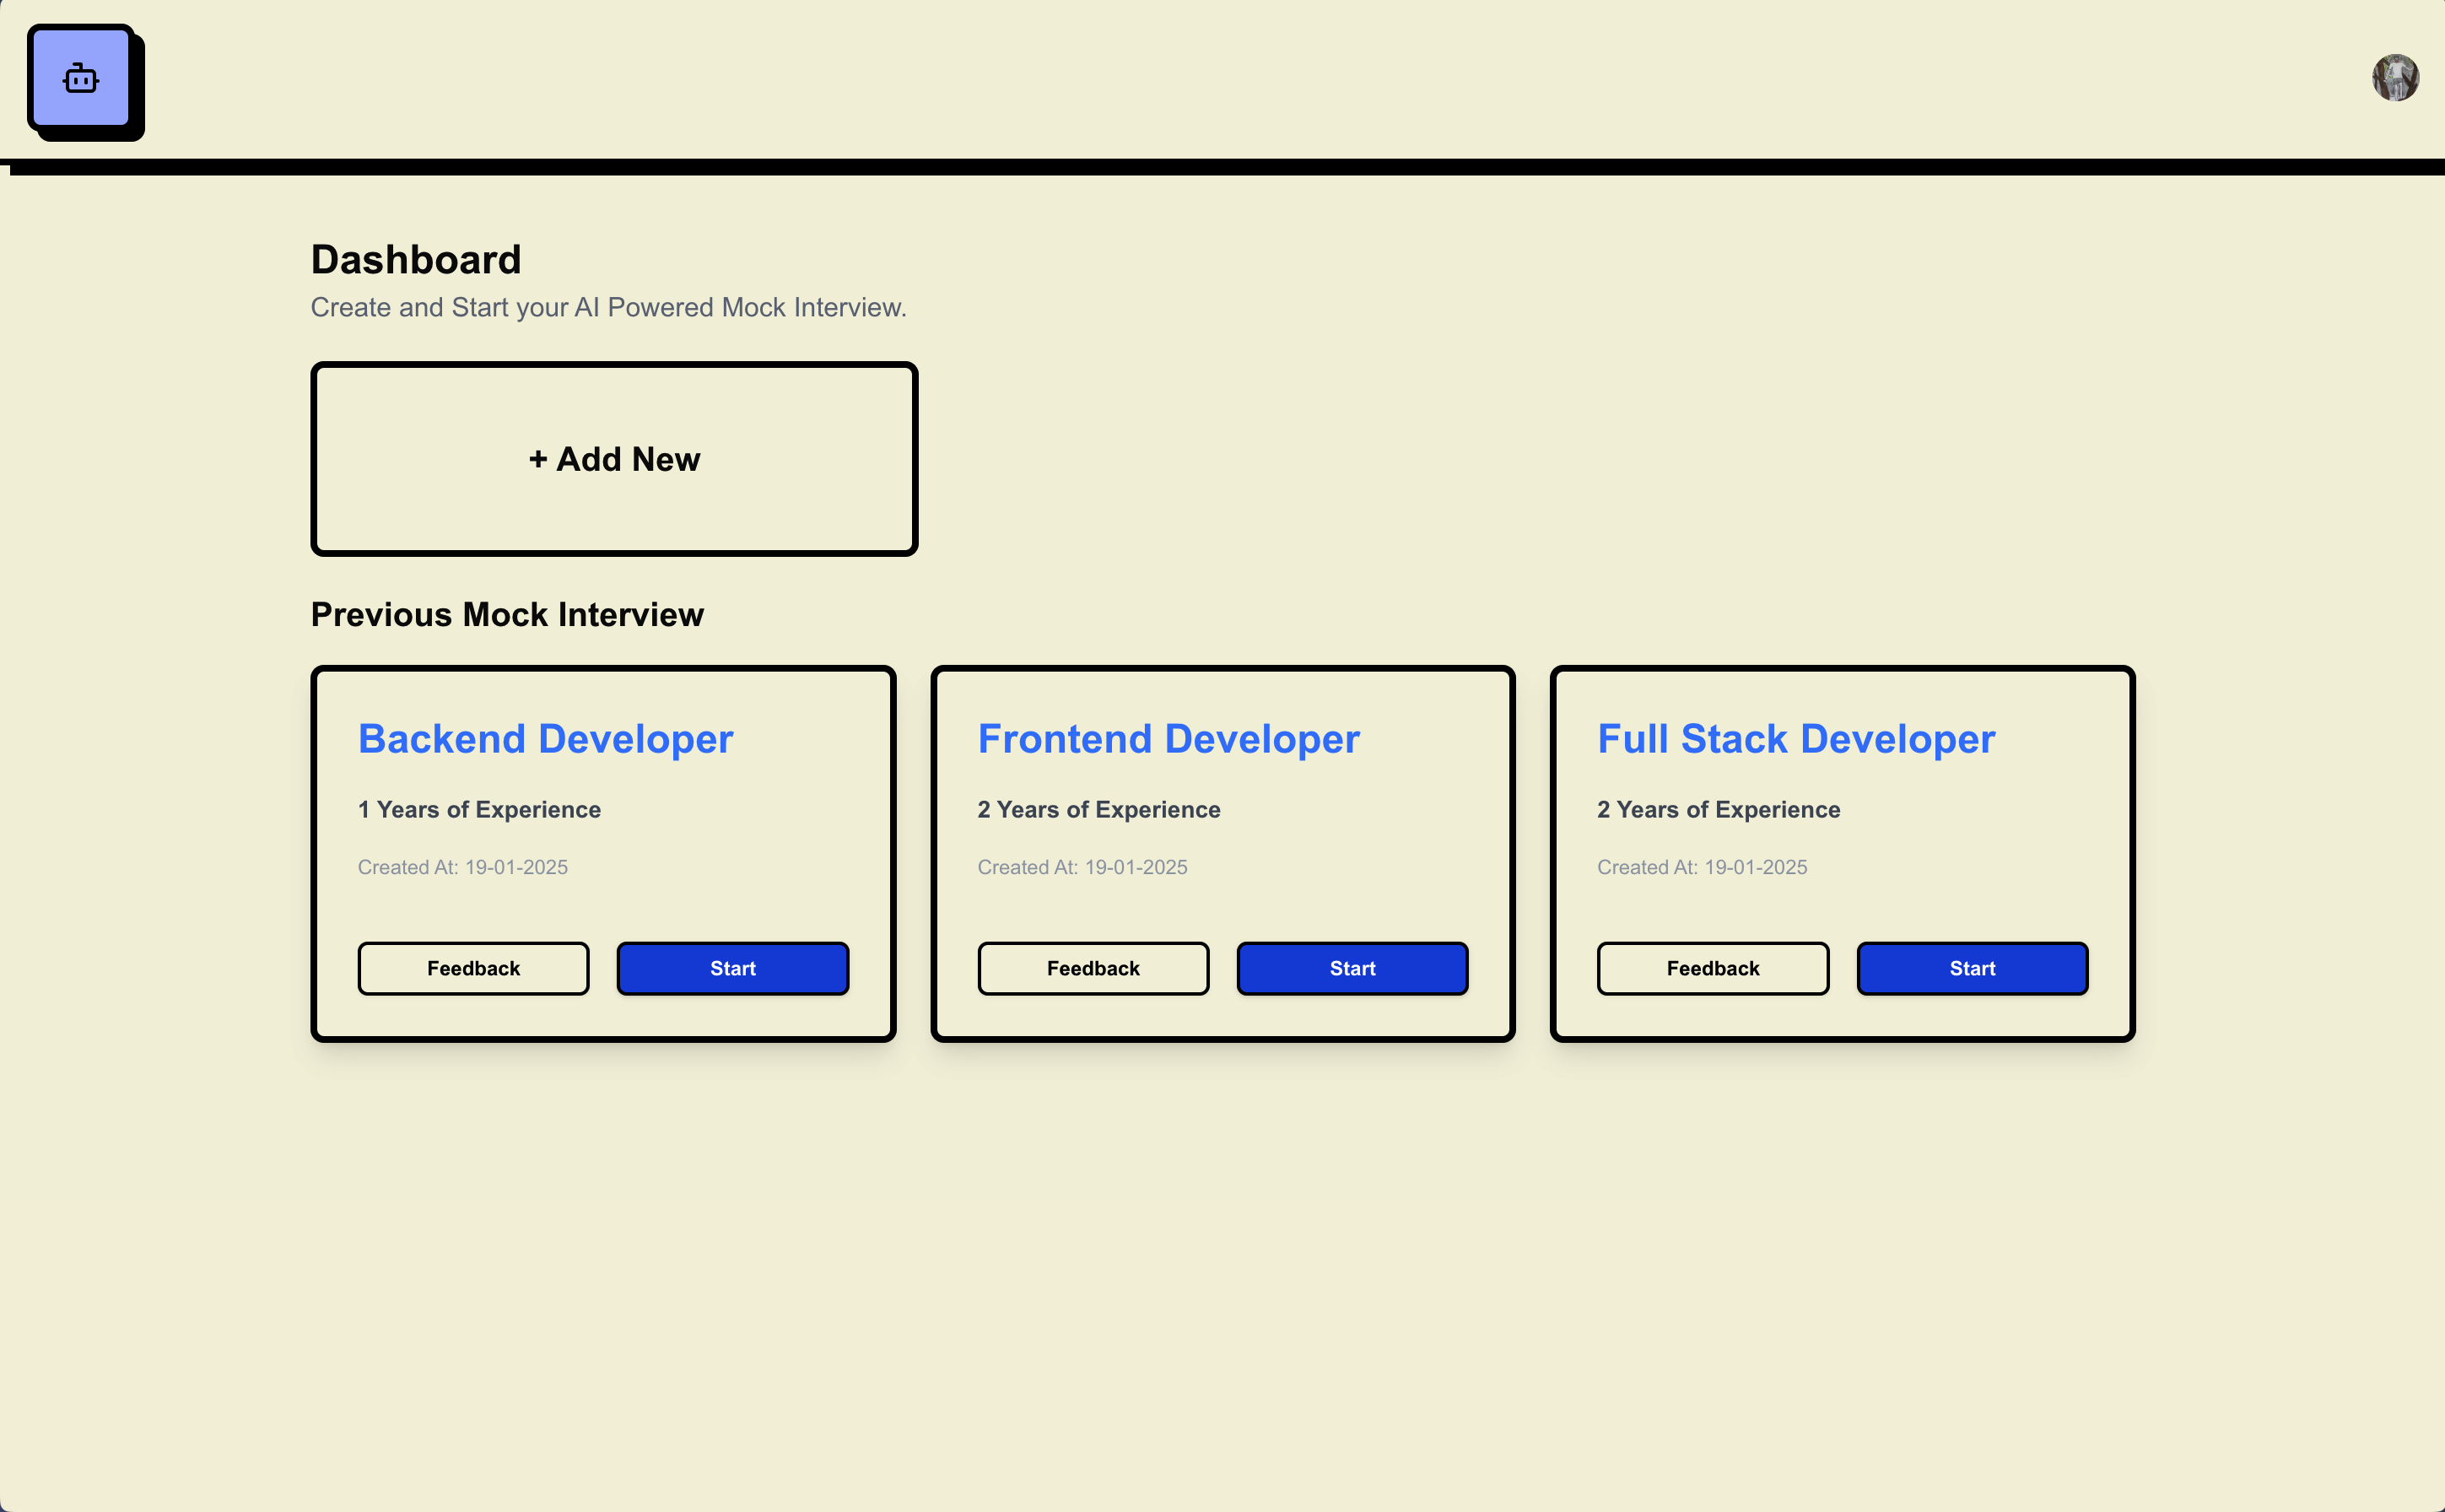 Dashboard
Create and Start your AI Powered Mock Interview.
+ Add New
Previous Mock Interview
Backend Developer
1 Years of Experience
Created At: 19-01-2025
Feedback
Start
Frontend Developer
2 Years of Experience
Created At: 19-01-2025
Feedback
Start
Full Stack Developer
2 Years of Experience
Created At: 19-01-2025
Feedback
Start